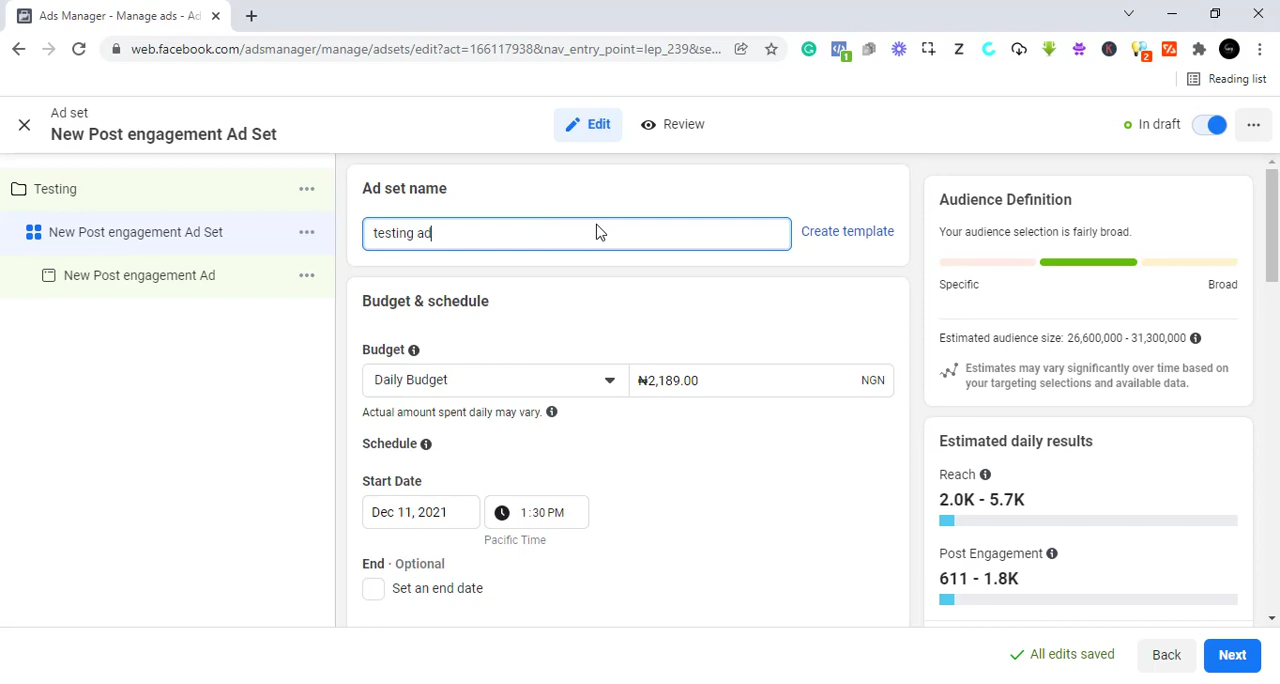 Ads Manager - Manage ads - Ad
web.facebook.com/adsmanager/manage/adsets/edit?act=166117938&nav_entry_point=lep_239&se...
1
Z
K
2
Reading list
Ad set
New Post engagement Ad Set
Edit
Review
In draft
Testing
New Post engagement Ad Set
New Post engagement Ad
Ad set name
testing ad
Create template
Budget & schedule
Budget
Daily Budget
₦2,189.00
NGN
Actual amount spent daily may vary.
Schedule
Start Date
Dec 11, 2021
1:30 PM
Pacific Time
End · Optional
Set an end date
Audience Definition
Your audience selection is fairly broad.
Specific
Broad
Estimated audience size: 26,600,000 - 31,300,000
Estimates may vary significantly over time based on
your targeting selections and available data.
Estimated daily results
Reach
2.0K - 5.7K
Post Engagement
611 - 1.8K
All edits saved
Back
Next